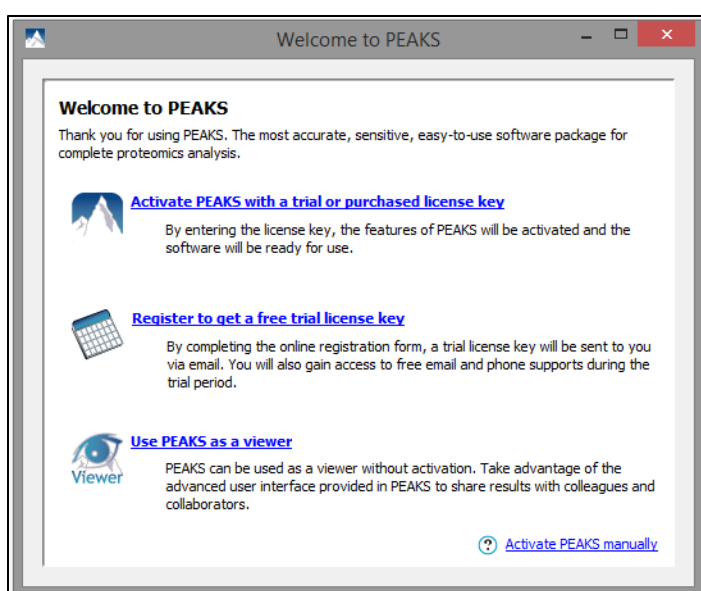 Welcome to PEAKS
Welcome to PEAKS
Thank you for using PEAKS. The most accurate, sensitive, easy-to-use software package for
complete proteomics analysis.
Activate PEAKS with a trial or purchased license key
By entering the license key, the features of PEAKS will be activated and the
software will be ready for use.
Register to get a free trial license key
By completing the online registration form, a trial license key will be sent to you
via email. You will also gain access to free email and phone supports during the
trial period.
Use PEAKS as a viewer
Viewer
PEAKS can be used as a viewer without activation. Take advantage of the
advanced user interface provided in PEAKS to share results with colleagues and
collaborators.
? Activate PEAKS manually